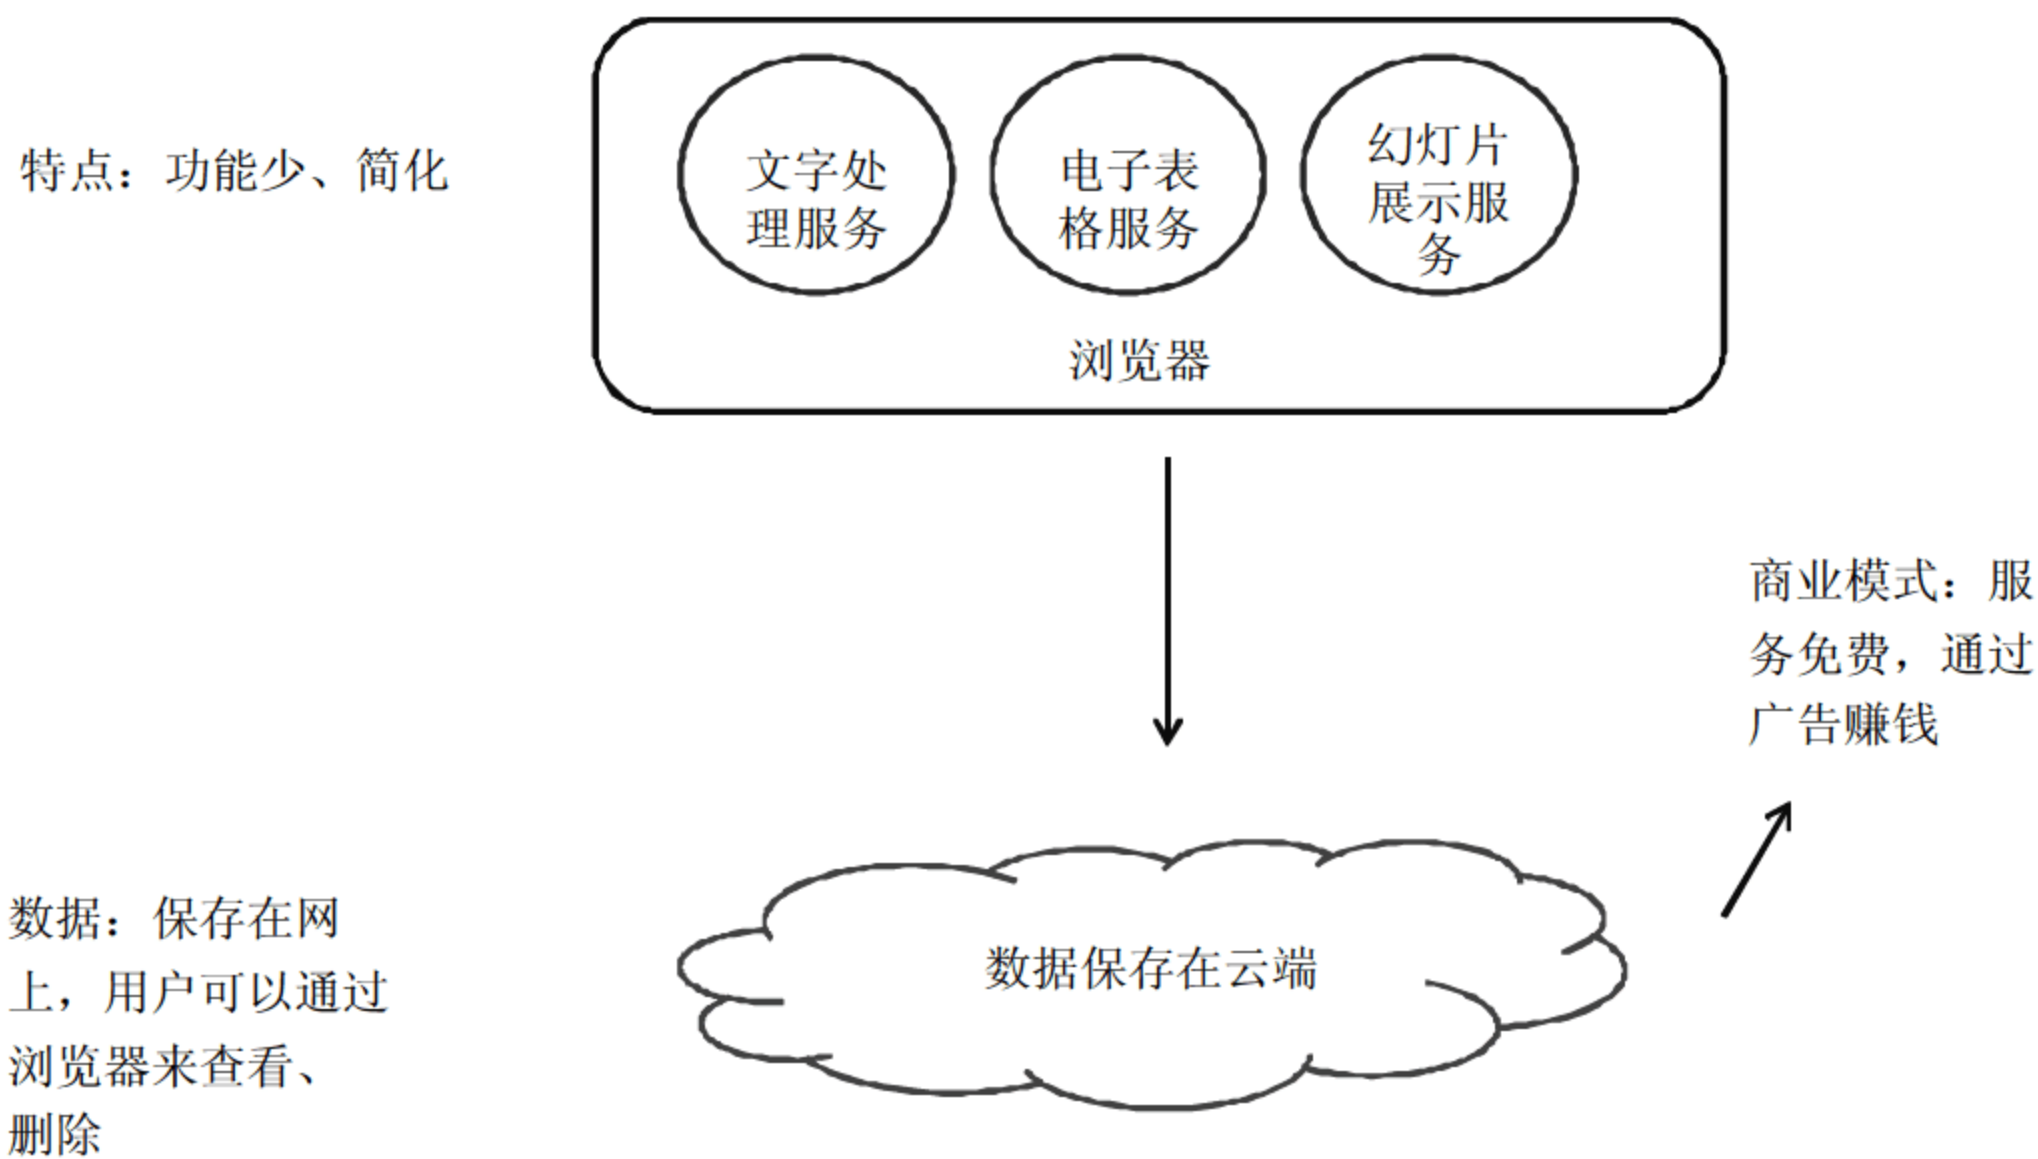 特点：功能少、简化
文字处
理服务
电子表
格服务
幻灯片
展示服
务
浏览器
商业模式：服
务免费，通过
广告赚钱
数据：保存在网
上，用户可以通过
浏览器来查看、
删除
数据保存在云端